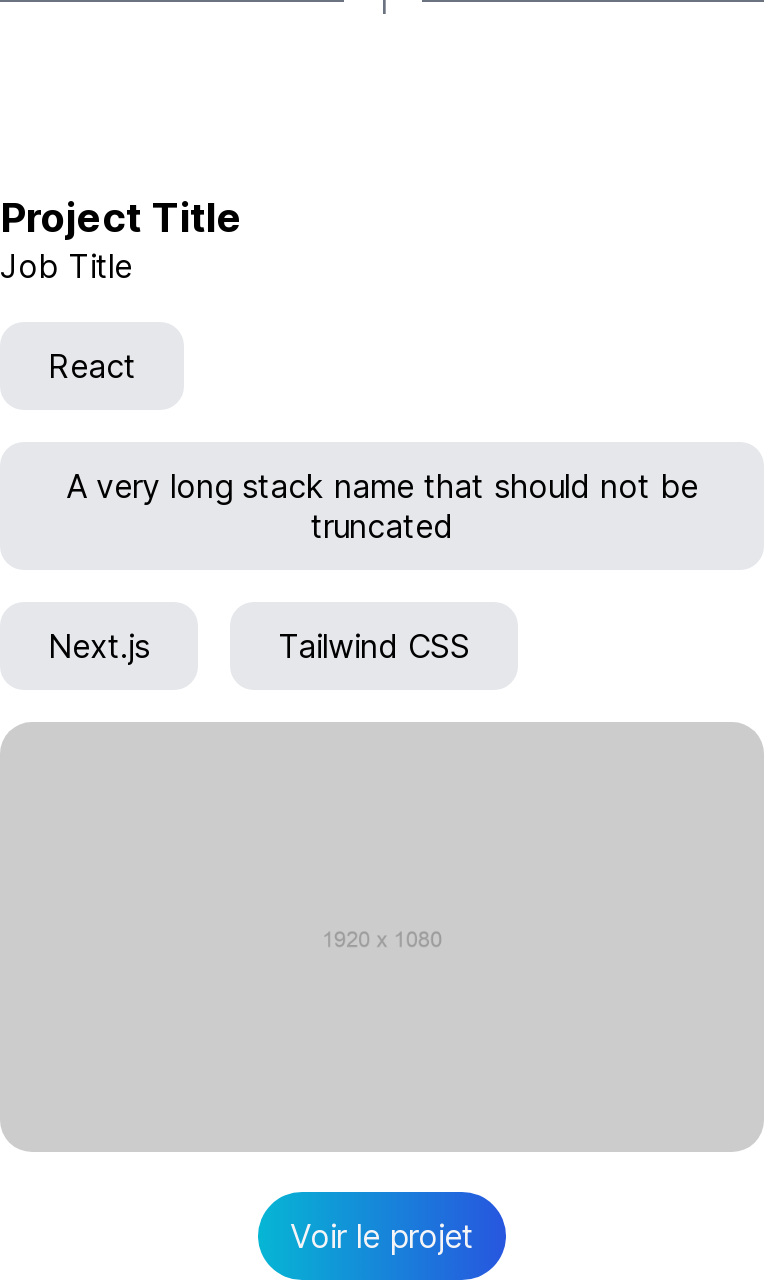 Project Title
Job Title
React
A very long stack name that should not be
truncated
Next.js
Tailwind CSS
1920 x 1080
Voir le projet